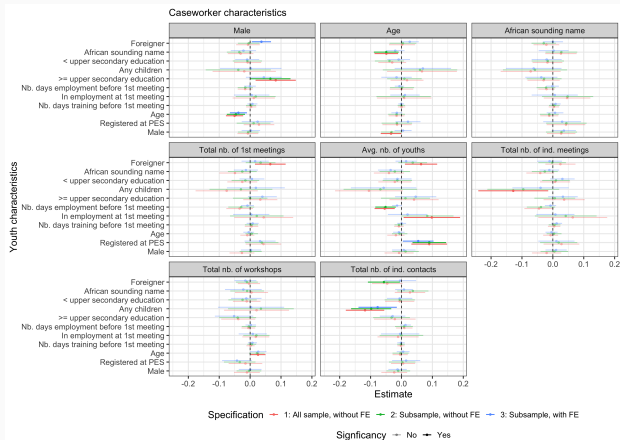 Caseworker characteristics
Male
Age
African sounding name
Foreigner
African sounding name
< upper secondary education
Any children
>= upper secondary education
Nb. days employment before 1st meeting
In employment at 1st meeting
Nb. days training before 1st meeting
Age
Registered at PES
Male
Total nb. of 1st meetings
Avg. nb. of youths
Total nb. of ind. meetings
Youth characteristics
Foreigner
African sounding name
< upper secondary education
Any children
>= upper secondary education
Nb. days employment before 1st meeting
In employment at 1st meeting
Nb. days training before 1st meeting
Age
Registered at PES
Male
-0.2 -0.1 0.0 0.1 0.2
Total nb. of workshops
Total nb. of ind. contacts
Foreigner
African sounding name
< upper secondary education
Any children
>= upper secondary education
Nb. days employment before 1st meeting
In employment at 1st meeting
Nb. days training before 1st meeting
Age
Registered at PES
Male
-0.2 -0.1 0.0 0.1 0.2
-0.2 -0.1 0.0 0.1 0.2
Estimate
Specification 1: All sample, without FE 2: Subsample, without FE 3: Subsample, with FE
Signficancy No Yes